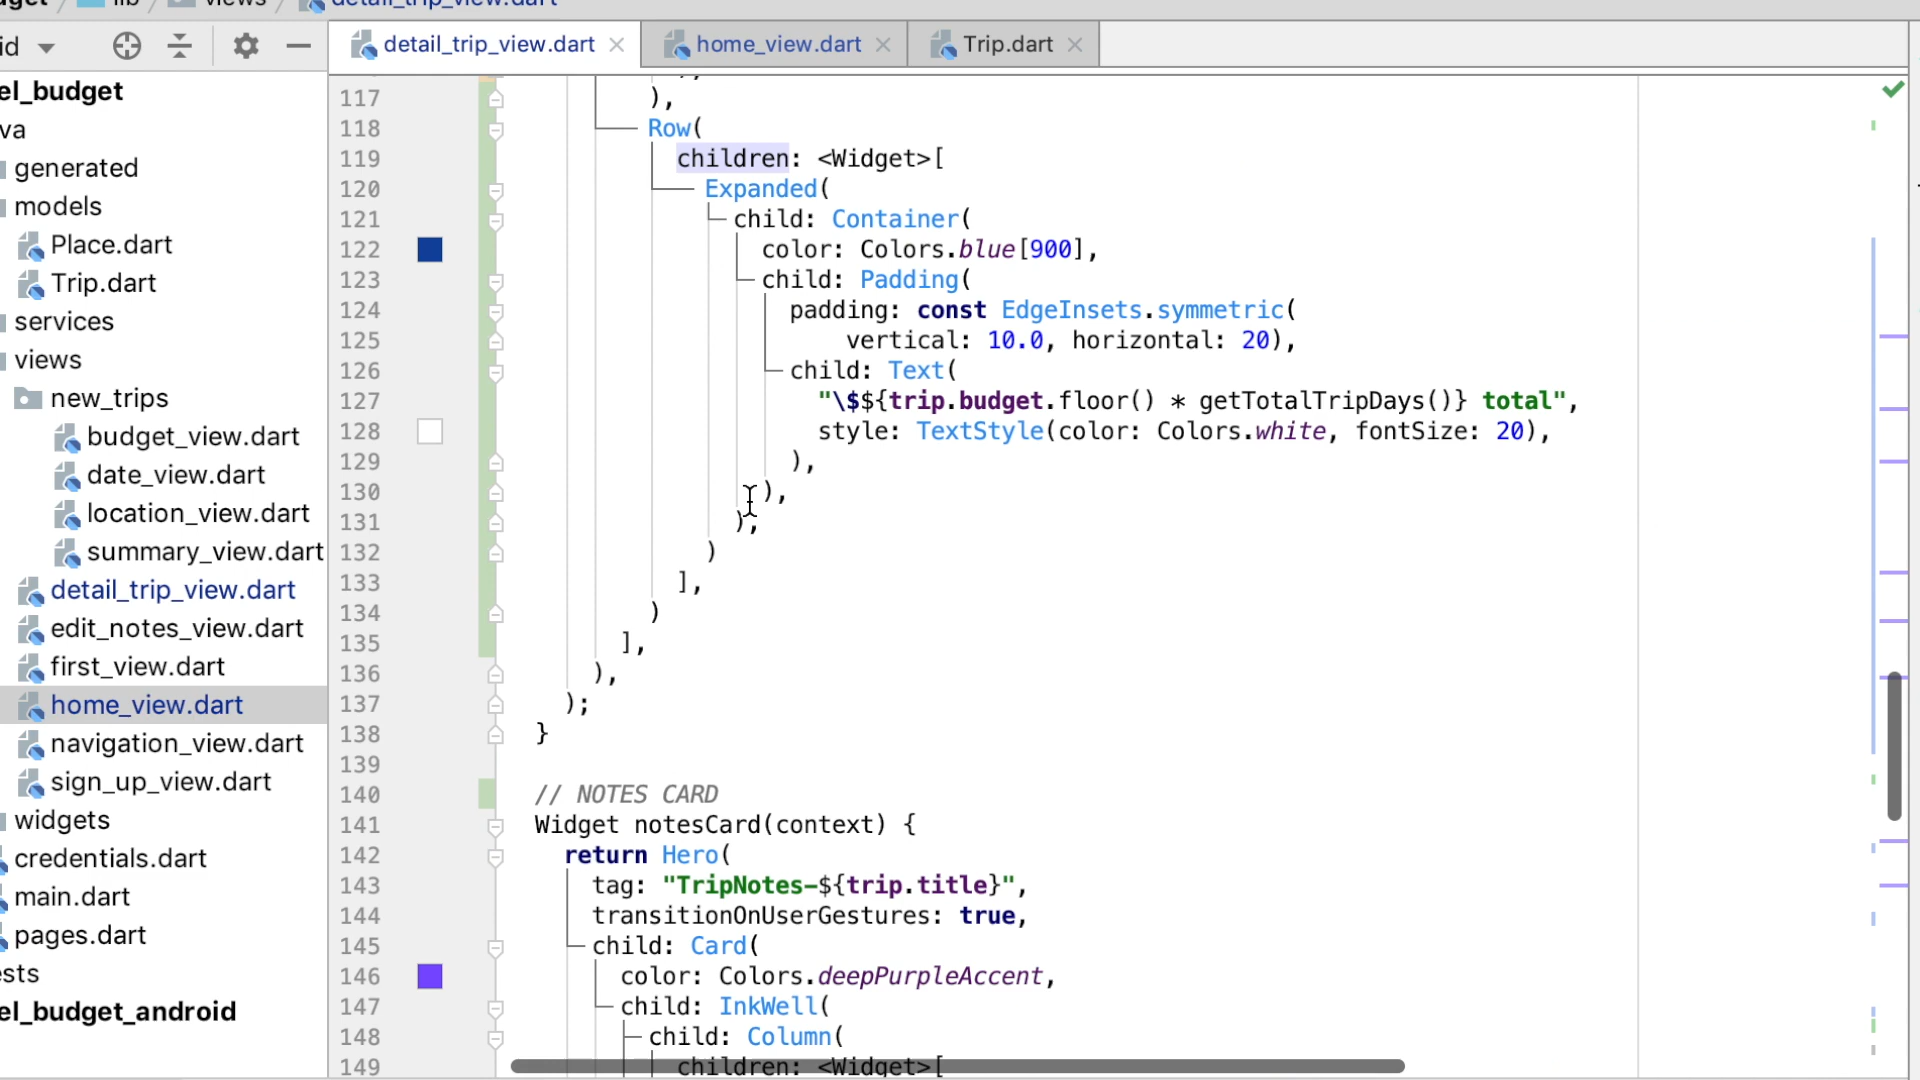 detail_trip_view.dart home_view.dart Trip.dart
el_budget
va
generated
models
Place.dart
Trip.dart
services
views
new_trips
budget_view.dart
date_view.dart
location_view.dart
summary_view.dart
detail_trip_view.dart
edit_notes_view.dart
first_view.dart
home_view.dart
navigation_view.dart
sign_up_view.dart
widgets
credentials.dart
main.dart
pages.dart
ests
el_budget_android
117 ),
118 Row(
119 children: <Widget>[
120 Expanded(
121 child: Container(
122 color: Colors.blue[900],
123 child: Padding(
124 padding: const EdgeInsets.symmetric(
125 vertical: 10.0, horizontal: 20),
126 child: Text(
127 "\$${trip.budget.floor() * getTotalTripDays()} total",
128 style: TextStyle(color: Colors.white, fontSize: 20),
129 ),
130 ),
131 ),
132 )
133 ],
134 )
135 ],
136 ),
137 );
138 }
139
140 // NOTES CARD
141 Widget notesCard(context) {
142 return Hero(
143 tag: "TripNotes-${trip.title}",
144 transitionOnUserGestures: true,
145 child: Card(
146 color: Colors.deepPurpleAccent,
147 child: InkWell(
148 child: Column(
149 children: <Widget>[